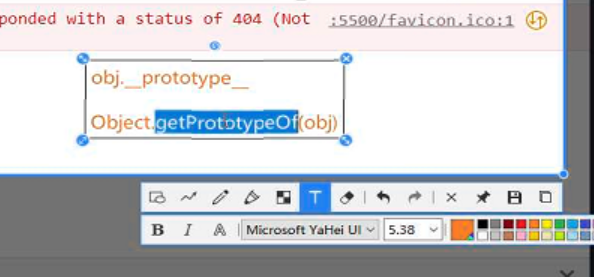 ponded with a status of 404 (Not :5500/favicon.ico:1
obj.__prototype__
Object.getPrototypeOf(obj)
T
B I A Microsoft YaHei UI 5.38